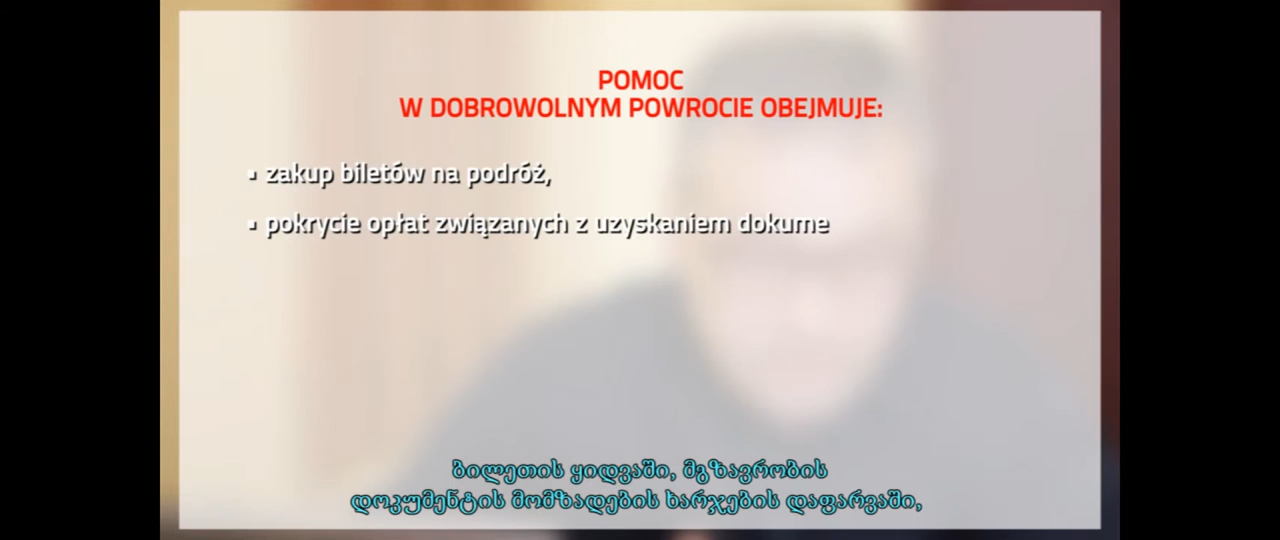 POMOC
W DOBROWOLNYM POWROCIE OBEJMUJE:
▪ zakup biletów na podróż,
▪ pokrycie opłat związanych z uzyskaniem dokume
ბილეთის ყიდვაში, მგზავრობის
დოკუმენტის მომზადების ხარჯების დაფარვაში,